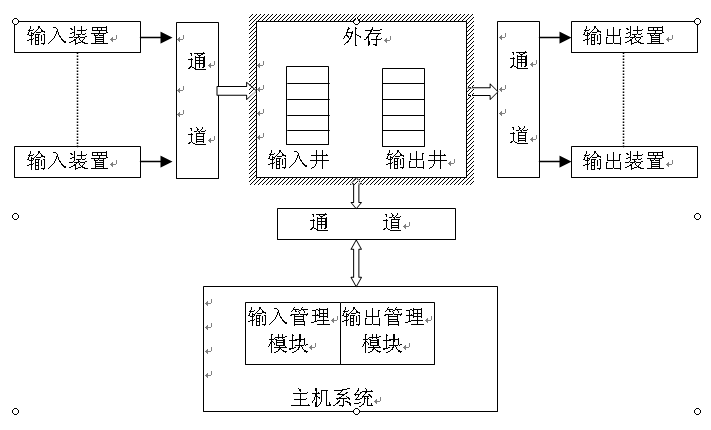 输入装置
通道
外存
通道
输出装置
输入装置
输入井
输出井
输出装置
通 道
输入管理
模块
输出管理
模块
主机系统